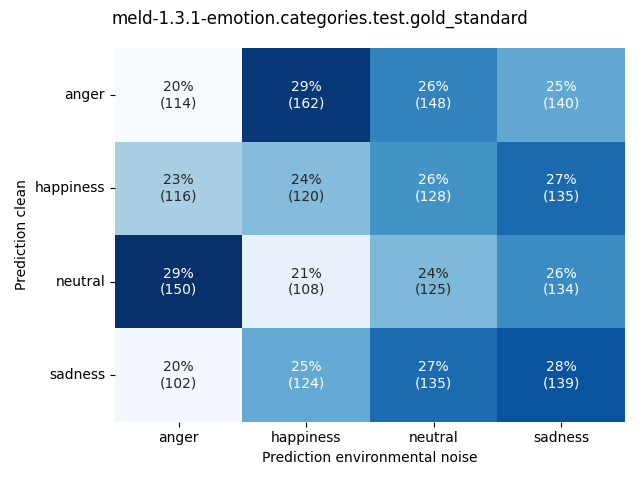 meld-1.3.1-emotion.categories.test.gold_standard
Prediction clean
anger
20% 29% 26% 25%
(114) (162) (148) (140)
happiness
23% 24% 26% 27%
(116) (120) (128) (135)
neutral
29% 21% 24% 26%
(150) (108) (125) (134)
sadness
20% 25% 27% 28%
(102) (124) (135) (139)
anger happiness neutral sadness
Prediction environmental noise